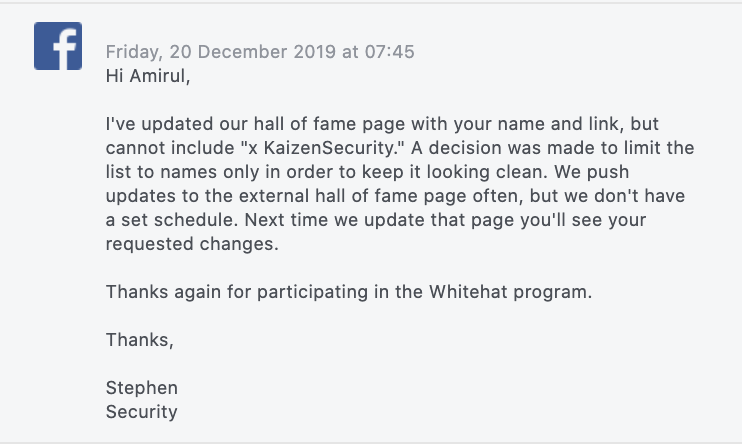 Friday, 20 December 2019 at 07:45
Hi Amirul,
I've updated our hall of fame page with your name and link, but
cannot include "x KaizenSecurity." A decision was made to limit the
list to names only in order to keep it looking clean. We push
updates to the external hall of fame page often, but we don't have
a set schedule. Next time we update that page you'll see your
requested changes.
Thanks again for participating in the Whitehat program.
Thanks,
Stephen
Security